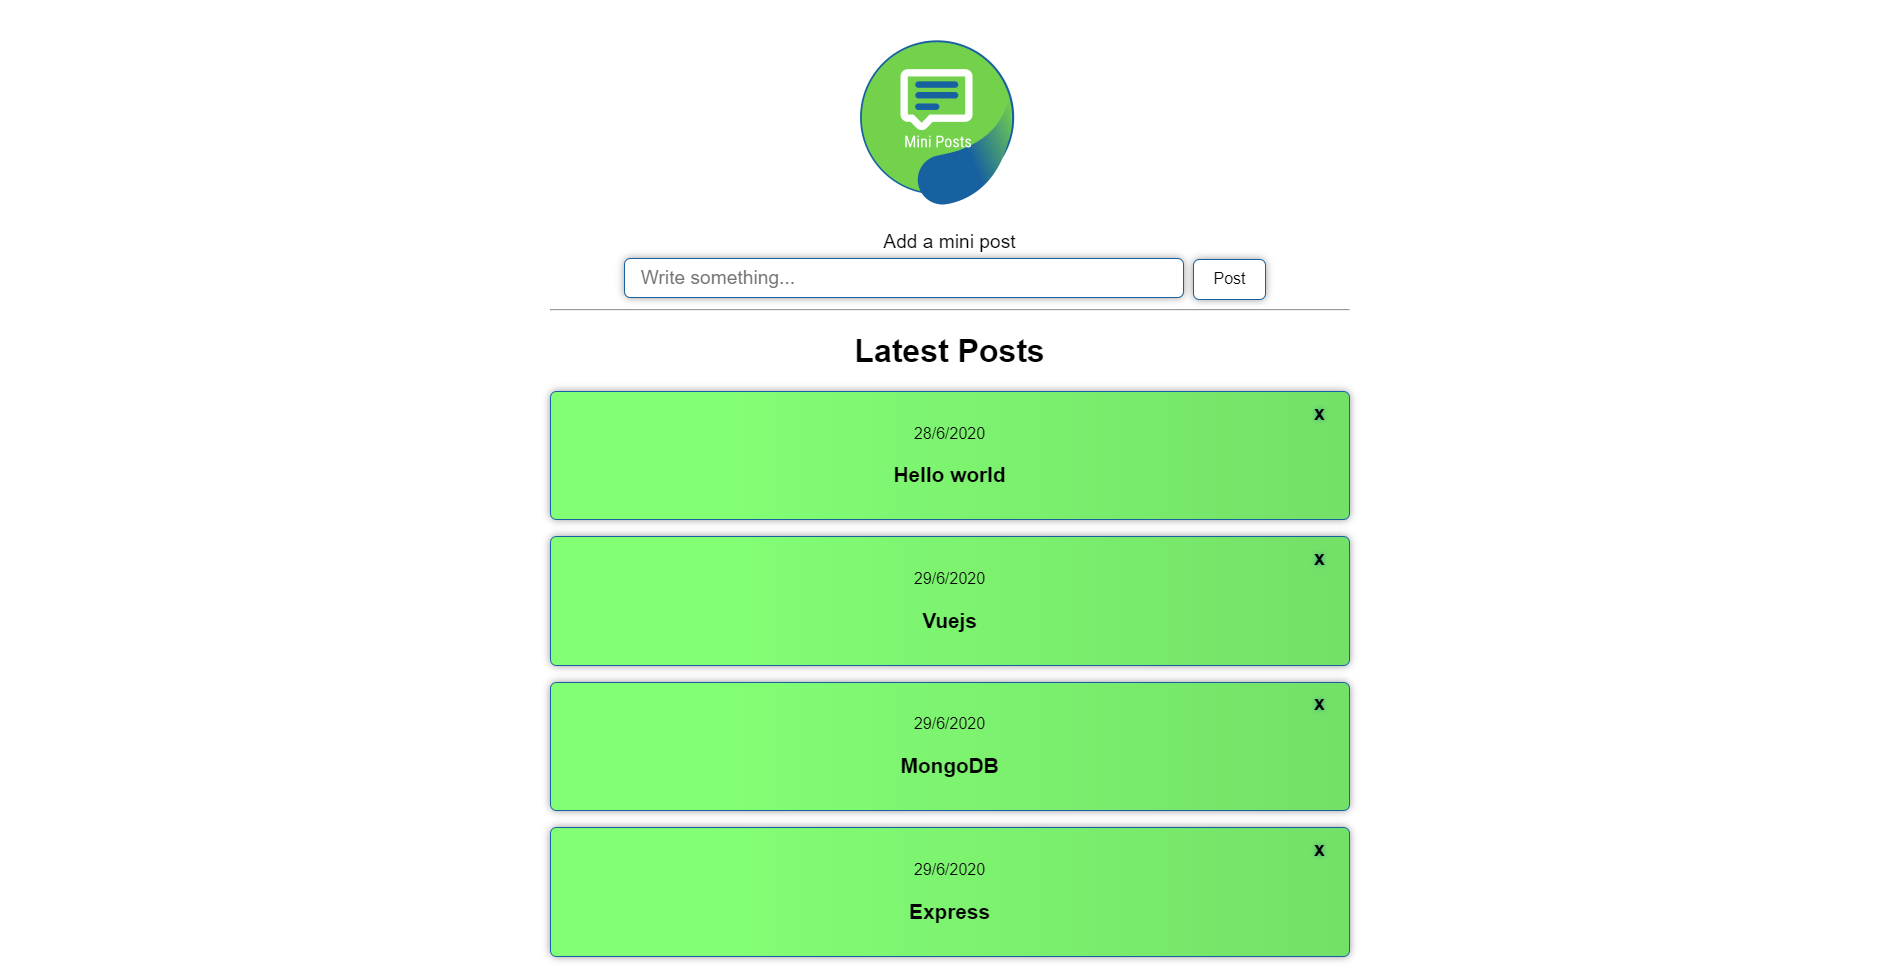 Mini Posts
Add a mini post
Write something...
Post
Latest Posts
x
28/6/2020
Hello world
x
29/6/2020
Vuejs
x
29/6/2020
MongoDB
x
29/6/2020
Express